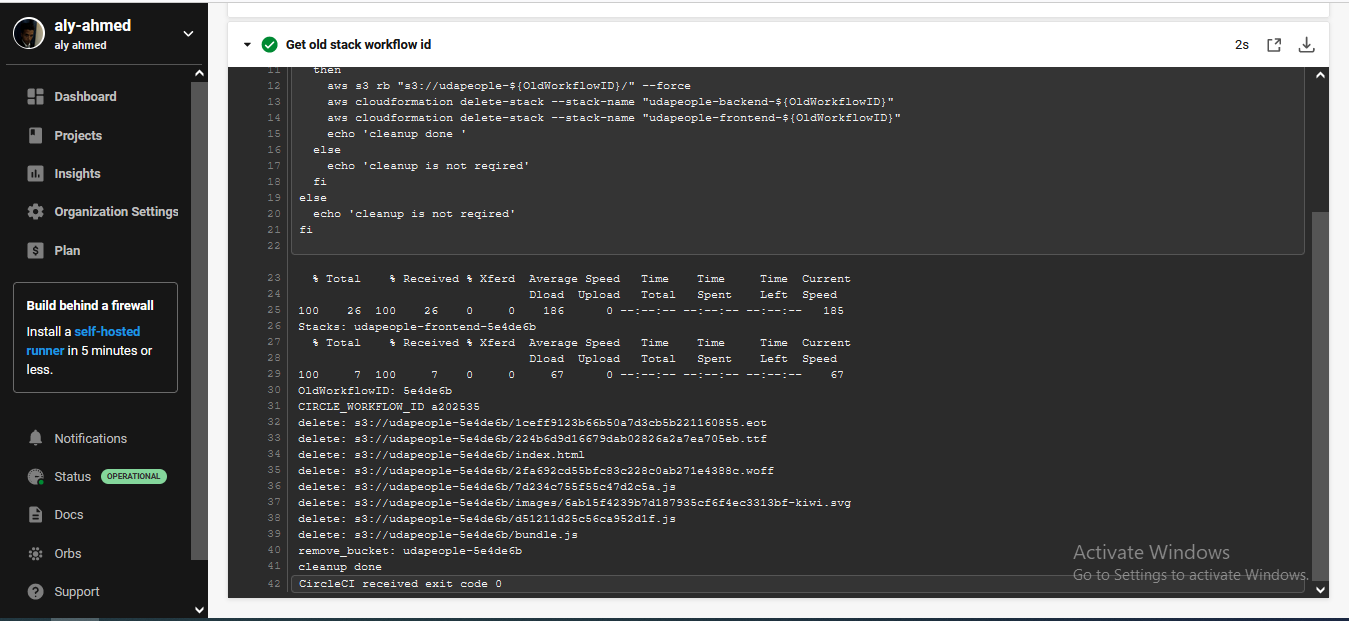 aly-ahmed
aly ahmed
Dashboard
Projects
Insights
Organization Settings
Plan
Build behind a firewall
Install a self-hosted
runner in 5 minutes or
less.
Notifications
Status OPERATIONAL
Docs
Orbs
Support
Get old stack workflow id
2s
11 then
12 aws s3 rb "s3://udapeople-${OldWorkflowID}/" --force
13 aws cloudformation delete-stack --stack-name "udapeople-backend-${OldWorkflowID}"
14 aws cloudformation delete-stack --stack-name "udapeople-frontend-${OldWorkflowID}"
15 echo 'cleanup done '
16 else
17 echo 'cleanup is not reqired'
18 fi
19 else
20 echo 'cleanup is not reqired'
21 fi
22
23 % Total % Received % Xferd Average Speed Time Time Time Current
24 Dload Upload Total Spent Left Speed
25 100 26 100 26 0 0 186 0 --:--:-- --:--:-- --:--:-- 185
26 Stacks: udapeople-frontend-5e4de6b
27 % Total % Received % Xferd Average Speed Time Time Time Current
28 Dload Upload Total Spent Left Speed
29 100 7 100 7 0 0 67 0 --:--:-- --:--:-- --:--:-- 67
30 OldWorkflowID: 5e4de6b
31 CIRCLE_WORKFLOW_ID a202535
32 delete: s3://udapeople-5e4de6b/1ceff9123b66b50a7d3cb5b221160855.eot
33 delete: s3://udapeople-5e4de6b/224b6d9d16679dab02826a2a7ea705eb.ttf
34 delete: s3://udapeople-5e4de6b/index.html
35 delete: s3://udapeople-5e4de6b/2fa692cd55bfc83c228c0ab271e4388c.woff
36 delete: s3://udapeople-5e4de6b/7d234c755f55c47d2c5a.js
37 delete: s3://udapeople-5e4de6b/images/6ab15f4239b7d187935cf6f4ec3313bf-kiwi.svg
38 delete: s3://udapeople-5e4de6b/d51211d25c56ca952d1f.js
39 delete: s3://udapeople-5e4de6b/bundle.js
40 remove_bucket: udapeople-5e4de6b
41 cleanup done
42 CircleCI received exit code 0
Activate Windows
Go to Settings to activate Windows.